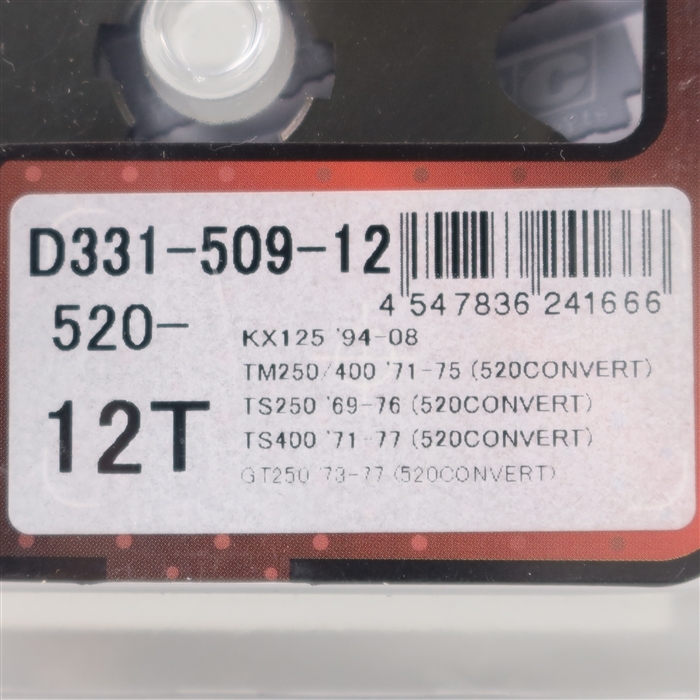 D331-509-12
4 547836 241666
520-
12T
KX125 '94-08
TM250/400 '71-75 (520CONVERT)
TS250 '69-76 (520CONVERT)
TS400 '71-77 (520CONVERT)
GT250 '73-77 (520CONVERT)